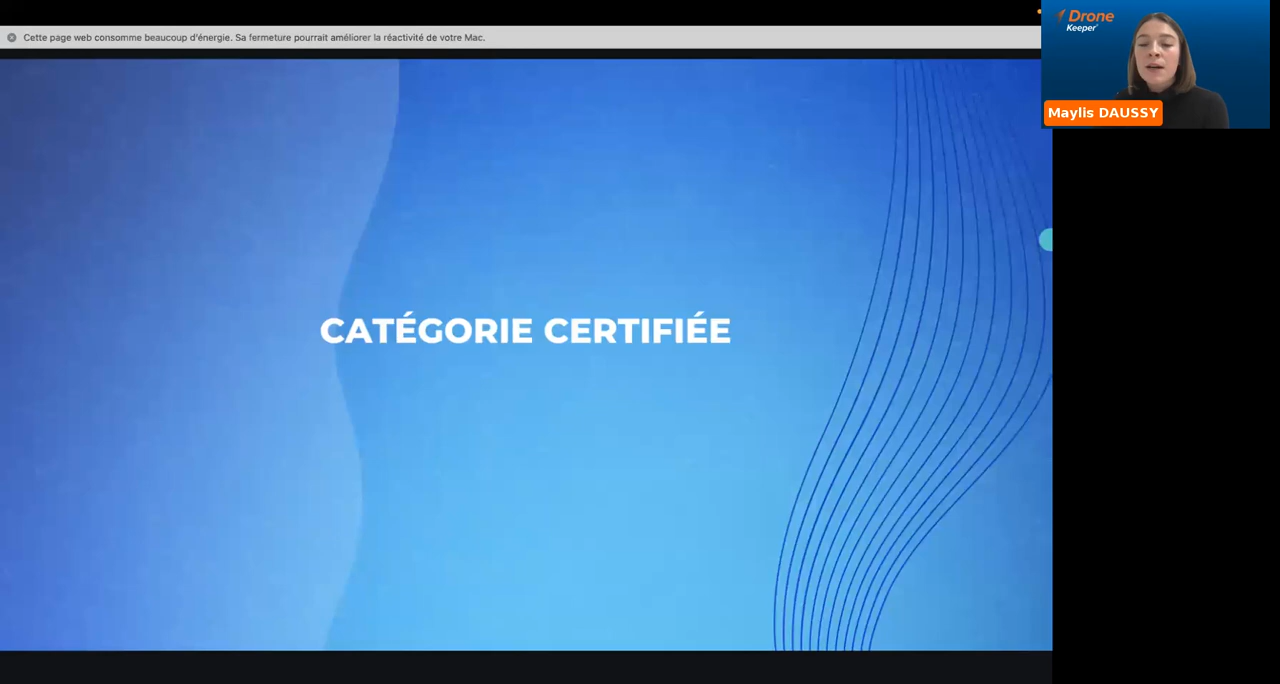 Cette page web consomme beaucoup d'énergie. Sa fermeture pourrait améliorer la réactivité de votre Mac.
Drone
Keeper
Maylis DAUSSY
CATÉGORIE CERTIFIÉE